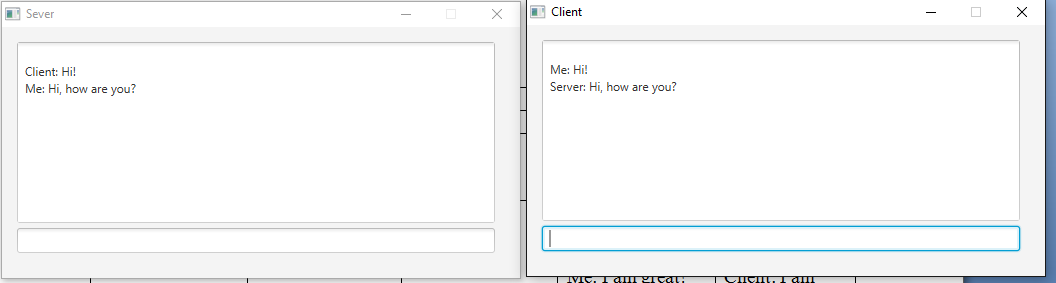 Sever
Client: Hi!
Me: Hi, how are you?
Client
Me: Hi!
Server: Hi, how are you?
Me: I am great!
Client: I am